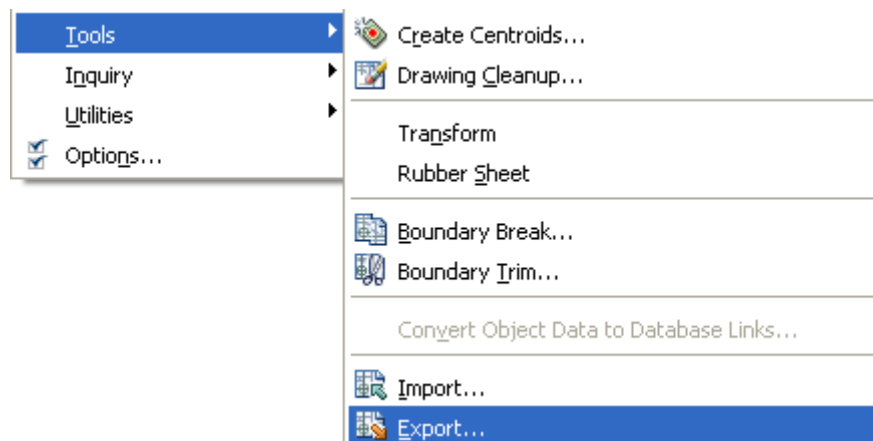 Tools
Inquiry
Utilities
Options...
Create Centroids...
Drawing Cleanup...
Transform
Rubber Sheet
Boundary Break...
Boundary Trim...
Convert Object Data to Database Links...
Import...
Export...